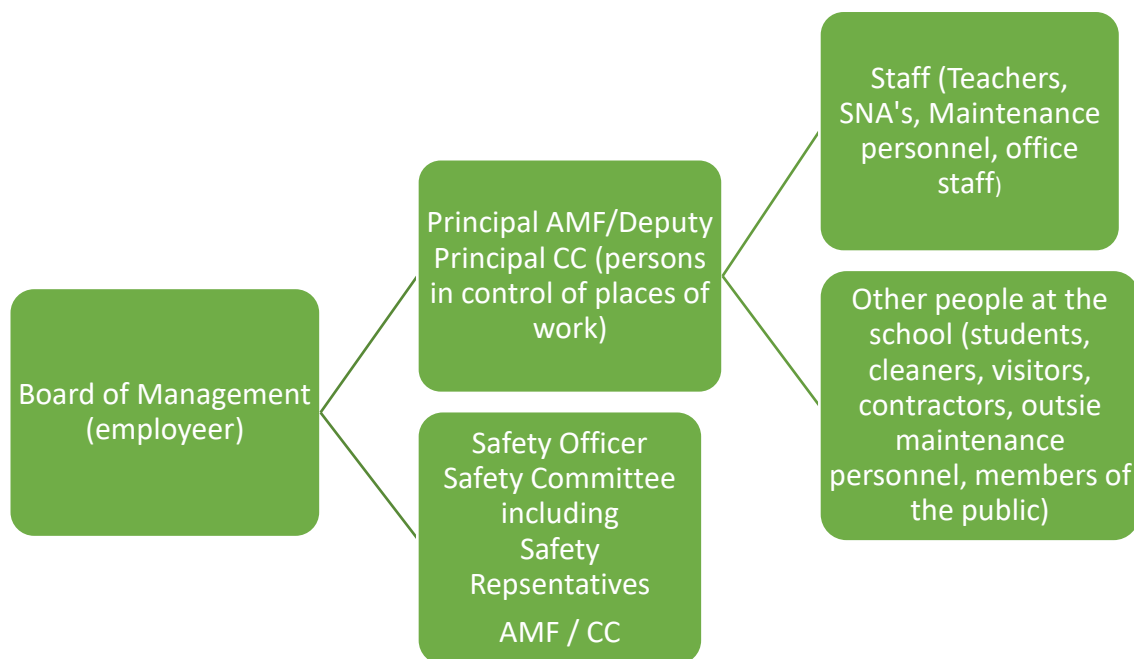 Board of Management
(employeer)
Principal AMF/Deputy
Principal CC (persons
in control of places of
work)
Safety Officer
Safety Committee
including
Safety
Repsentatives
AMF / CC
Staff (Teachers,
SNA's, Maintenance
personnel, office
staff)
Other people at the
school (students,
cleaners, visitors,
contractors, outsie
maintenance
personnel, members of
the public)